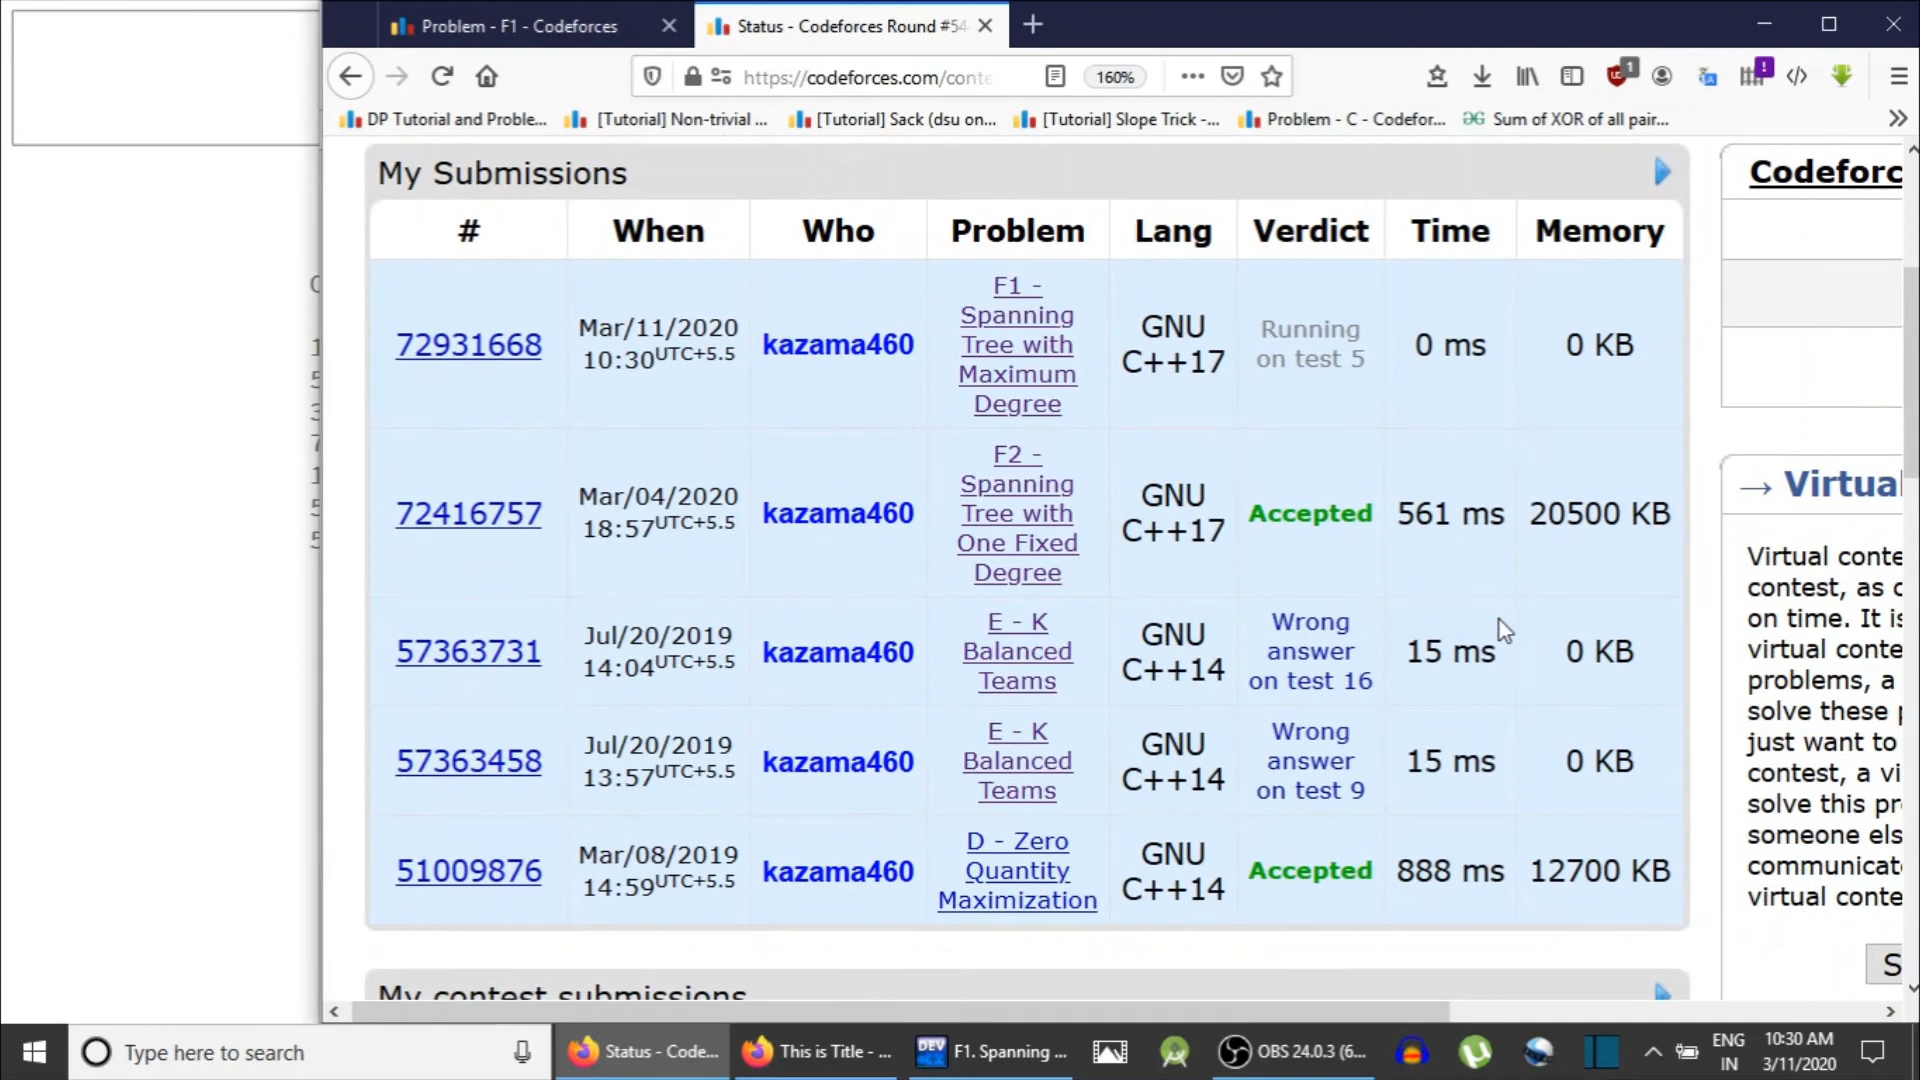 Problem - F1 - Codeforces
Status - Codeforces Round #54
https://codeforces.com/conte
160%
1
!
DP Tutorial and Proble...
[Tutorial] Non-trivial ...
[Tutorial] Sack (dsu on...
[Tutorial] Slope Trick -...
Problem - C - Codefor...
Sum of XOR of all pair...
My Submissions
# When Who Problem Lang Verdict Time Memory
72931668
Mar/11/2020
10:30UTC+5.5
kazama460
F1 -
Spanning
Tree with
Maximum
Degree
GNU
C++17
Running
on test 5
0 ms
0 KB
72416757
Mar/04/2020
18:57UTC+5.5
kazama460
F2 -
Spanning
Tree with
One Fixed
Degree
GNU
C++17
Accepted
561 ms
20500 KB
57363731
Jul/20/2019
14:04UTC+5.5
kazama460
E - K
Balanced
Teams
GNU
C++14
Wrong
answer
on test 16
15 ms
0 KB
57363458
Jul/20/2019
13:57UTC+5.5
kazama460
E - K
Balanced
Teams
GNU
C++14
Wrong
answer
on test 9
15 ms
0 KB
51009876
Mar/08/2019
14:59UTC+5.5
kazama460
D - Zero
Quantity
Maximization
GNU
C++14
Accepted
888 ms
12700 KB
My contest submissions
Codeforc
→ Virtual
Virtual conte
contest, as c
on time. It is
virtual conte
problems, a
solve these p
just want to
contest, a vi
solve this pr
someone els
communicate
virtual conte
S
Type here to search
Status - Code...
This is Title - ...
DEV
F1. Spanning ...
OBS 24.0.3 (6...
ENG
IN
10:30 AM
3/11/2020